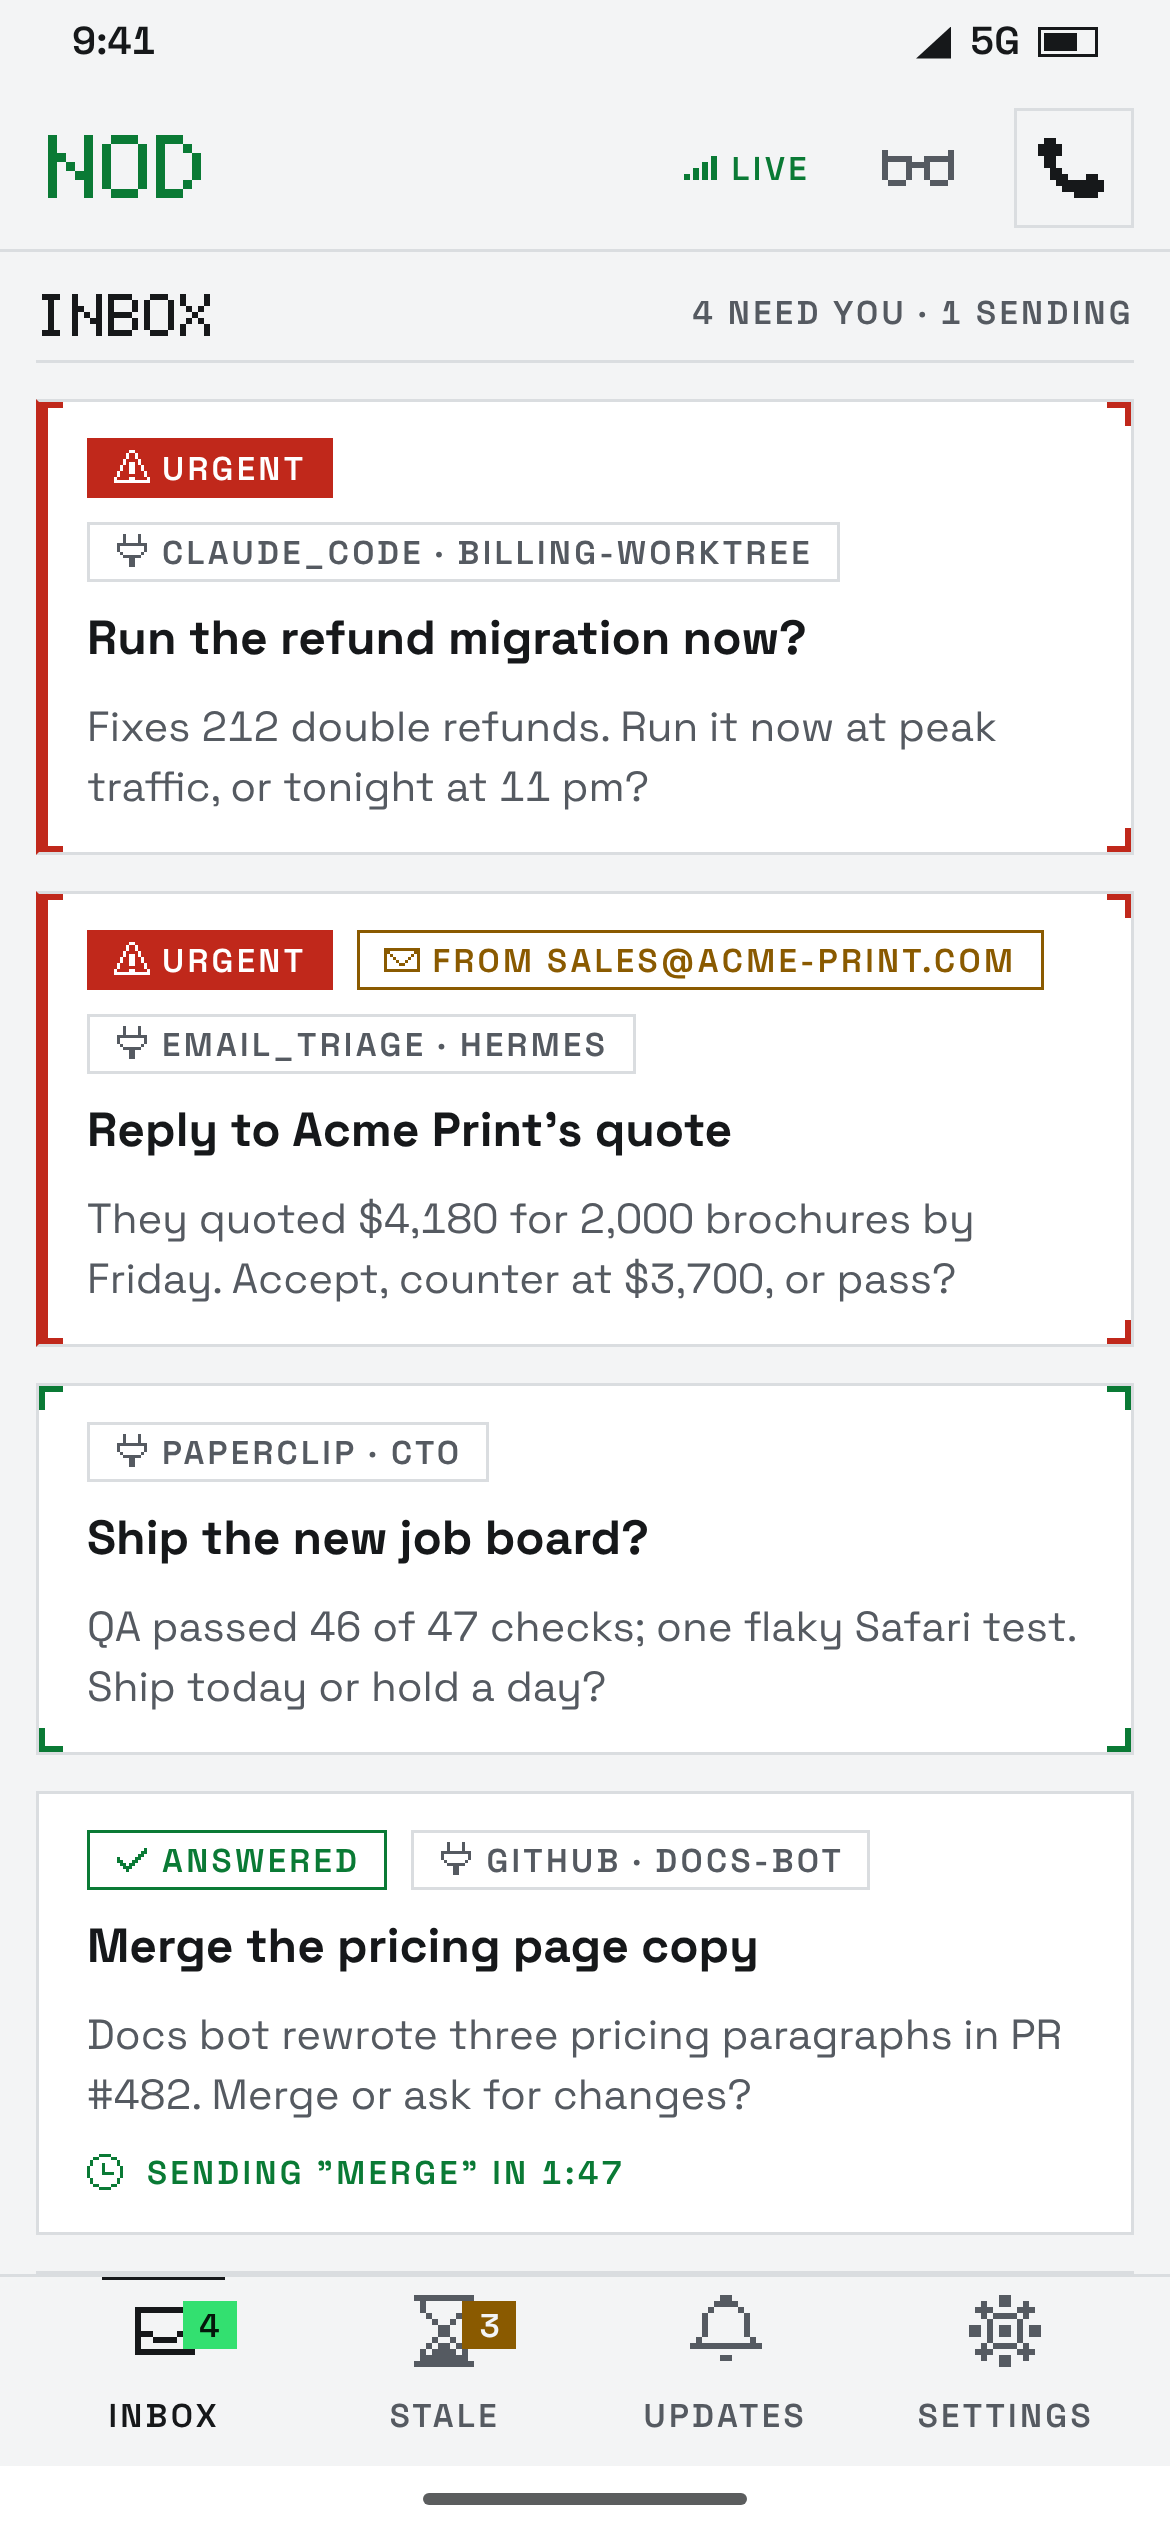 9:41
5G
NOD
LIVE
INBOX
4 NEED YOU · 1 SENDING
URGENT
CLAUDE_CODE · BILLING-WORKTREE
Run the refund migration now?
Fixes 212 double refunds. Run it now at peak
traffic, or tonight at 11 pm?
URGENT
FROM SALES@ACME-PRINT.COM
EMAIL_TRIAGE · HERMES
Reply to Acme Print’s quote
They quoted $4,180 for 2,000 brochures by
Friday. Accept, counter at $3,700, or pass?
PAPERCLIP · CTO
Ship the new job board?
QA passed 46 of 47 checks; one flaky Safari test.
Ship today or hold a day?
ANSWERED
GITHUB · DOCS-BOT
Merge the pricing page copy
Docs bot rewrote three pricing paragraphs in PR
#482. Merge or ask for changes?
SENDING ”MERGE” IN 1:47
4
3
INBOX
STALE
UPDATES
SETTINGS